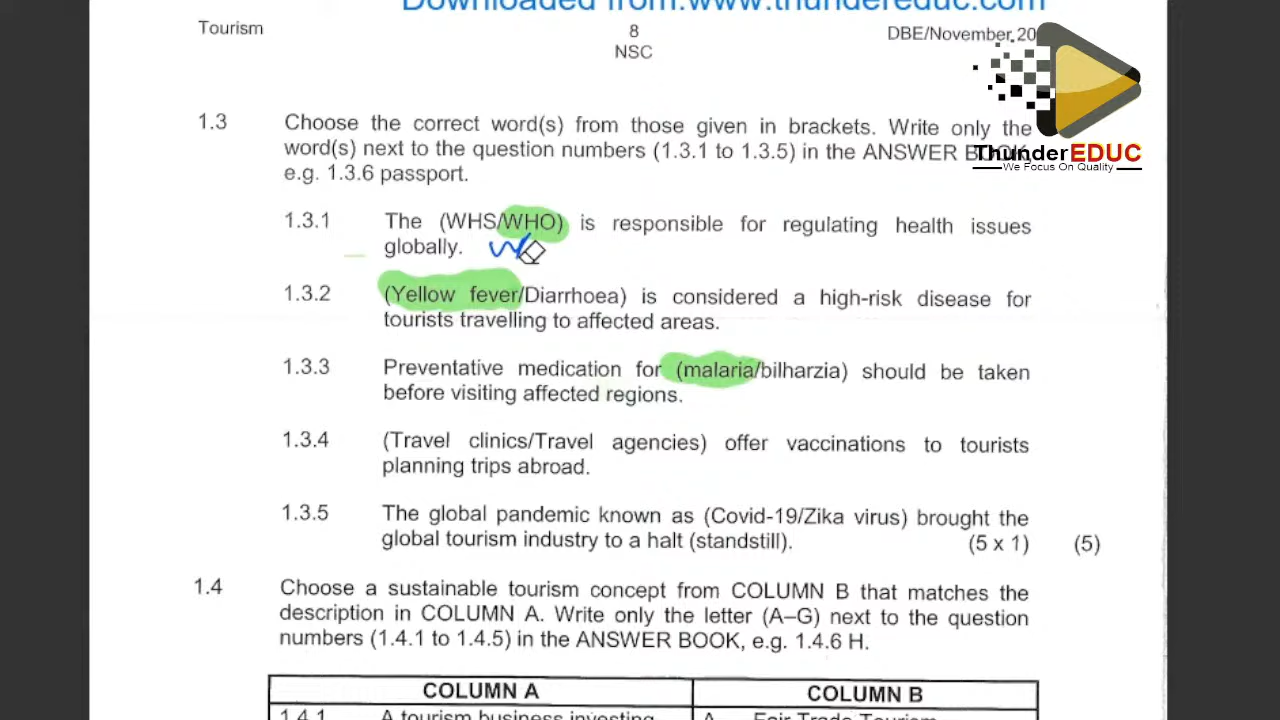 Downloaded from:www.thundereduc.com
Tourism
8
DBE/November 20
NSC
ThunderEDUC
We Focus On Quality
1.3 Choose the correct word(s) from those given in brackets. Write only the
word(s) next to the question numbers (1.3.1 to 1.3.5) in the ANSWER BOOK,
e.g. 1.3.6 passport.
1.3.1 The (WHS/WHO) is responsible for regulating health issues
globally. W
1.3.2 (Yellow fever/Diarrhoea) is considered a high-risk disease for
tourists travelling to affected areas.
1.3.3 Preventative medication for (malaria/bilharzia) should be taken
before visiting affected regions.
1.3.4 (Travel clinics/Travel agencies) offer vaccinations to tourists
planning trips abroad.
1.3.5 The global pandemic known as (Covid-19/Zika virus) brought the
global tourism industry to a halt (standstill). (5 x 1) (5)
1.4 Choose a sustainable tourism concept from COLUMN B that matches the
description in COLUMN A. Write only the letter (A–G) next to the question
numbers (1.4.1 to 1.4.5) in the ANSWER BOOK, e.g. 1.4.6 H.
COLUMN A COLUMN B
1.4.1 A tourism business investing A Fair Trade Tourism